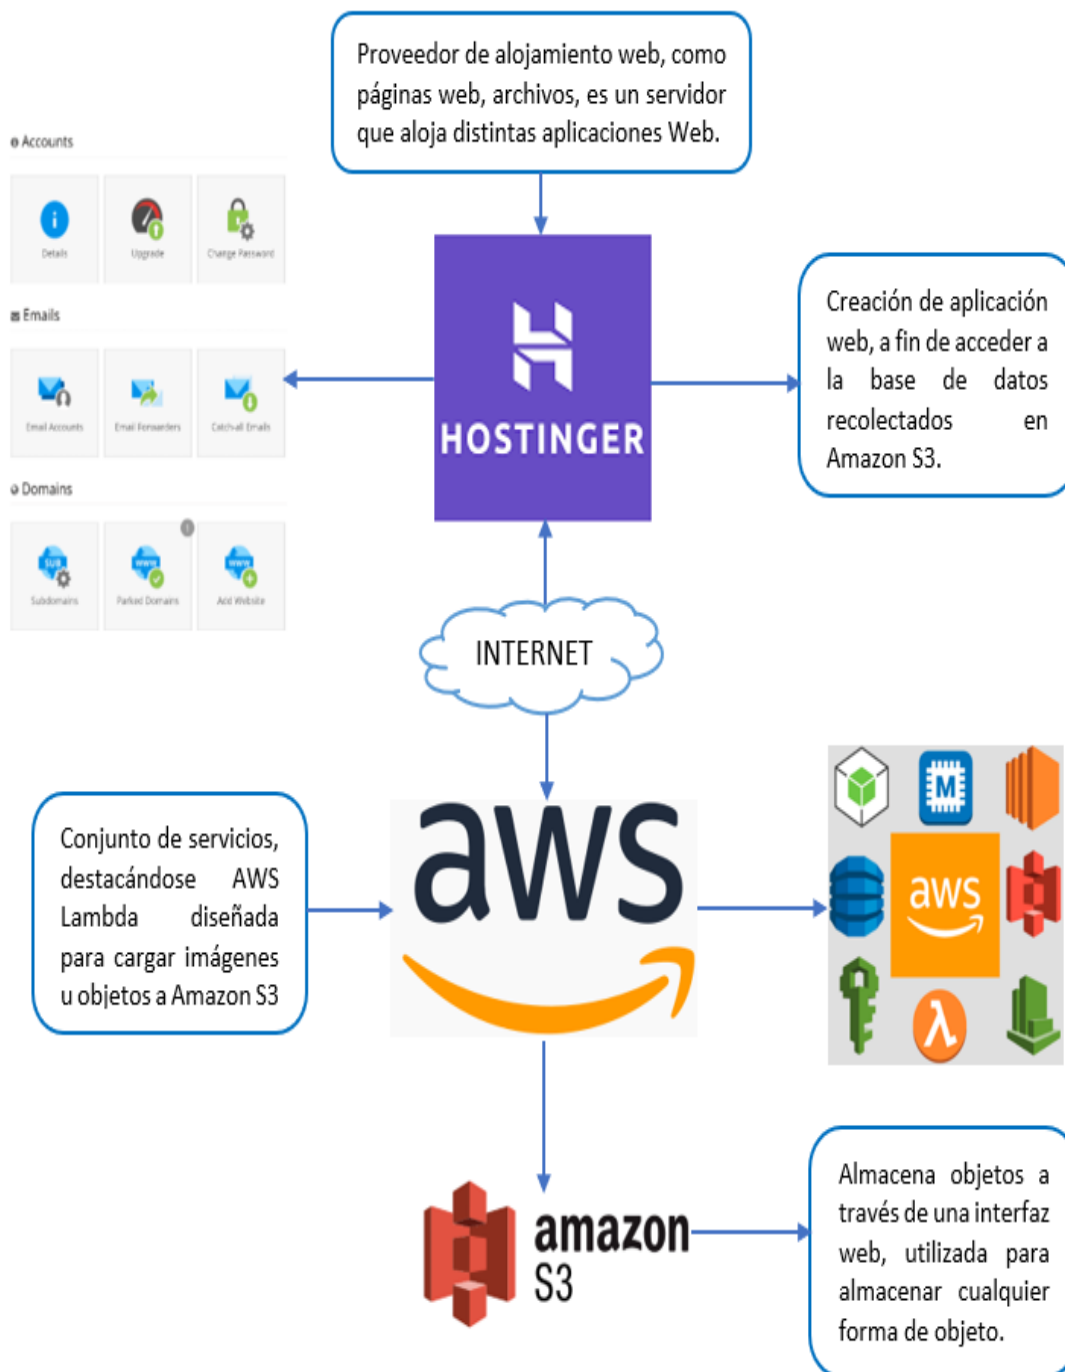 Proveedor de alojamiento web, como
páginas web, archivos, es un servidor
que aloja distintas aplicaciones Web.
Accounts
Details
Upgrade
Change Password
Emails
Email Accounts
Email Forwarders
Catch-all Emails
Domains
SUB
Subdomains
WWW
Parked Domains
WWW
Add Website
HOSTINGER
Creación de aplicación
web, a fin de acceder a
la base de datos
recolectados en
Amazon S3.
INTERNET
Conjunto de servicios,
destacándose AWS
Lambda diseñada
para cargar imágenes
u objetos a Amazon S3
aws
M
aws
λ
amazon
S3
Almacena objetos a
través de una interfaz
web, utilizada para
almacenar cualquier
forma de objeto.